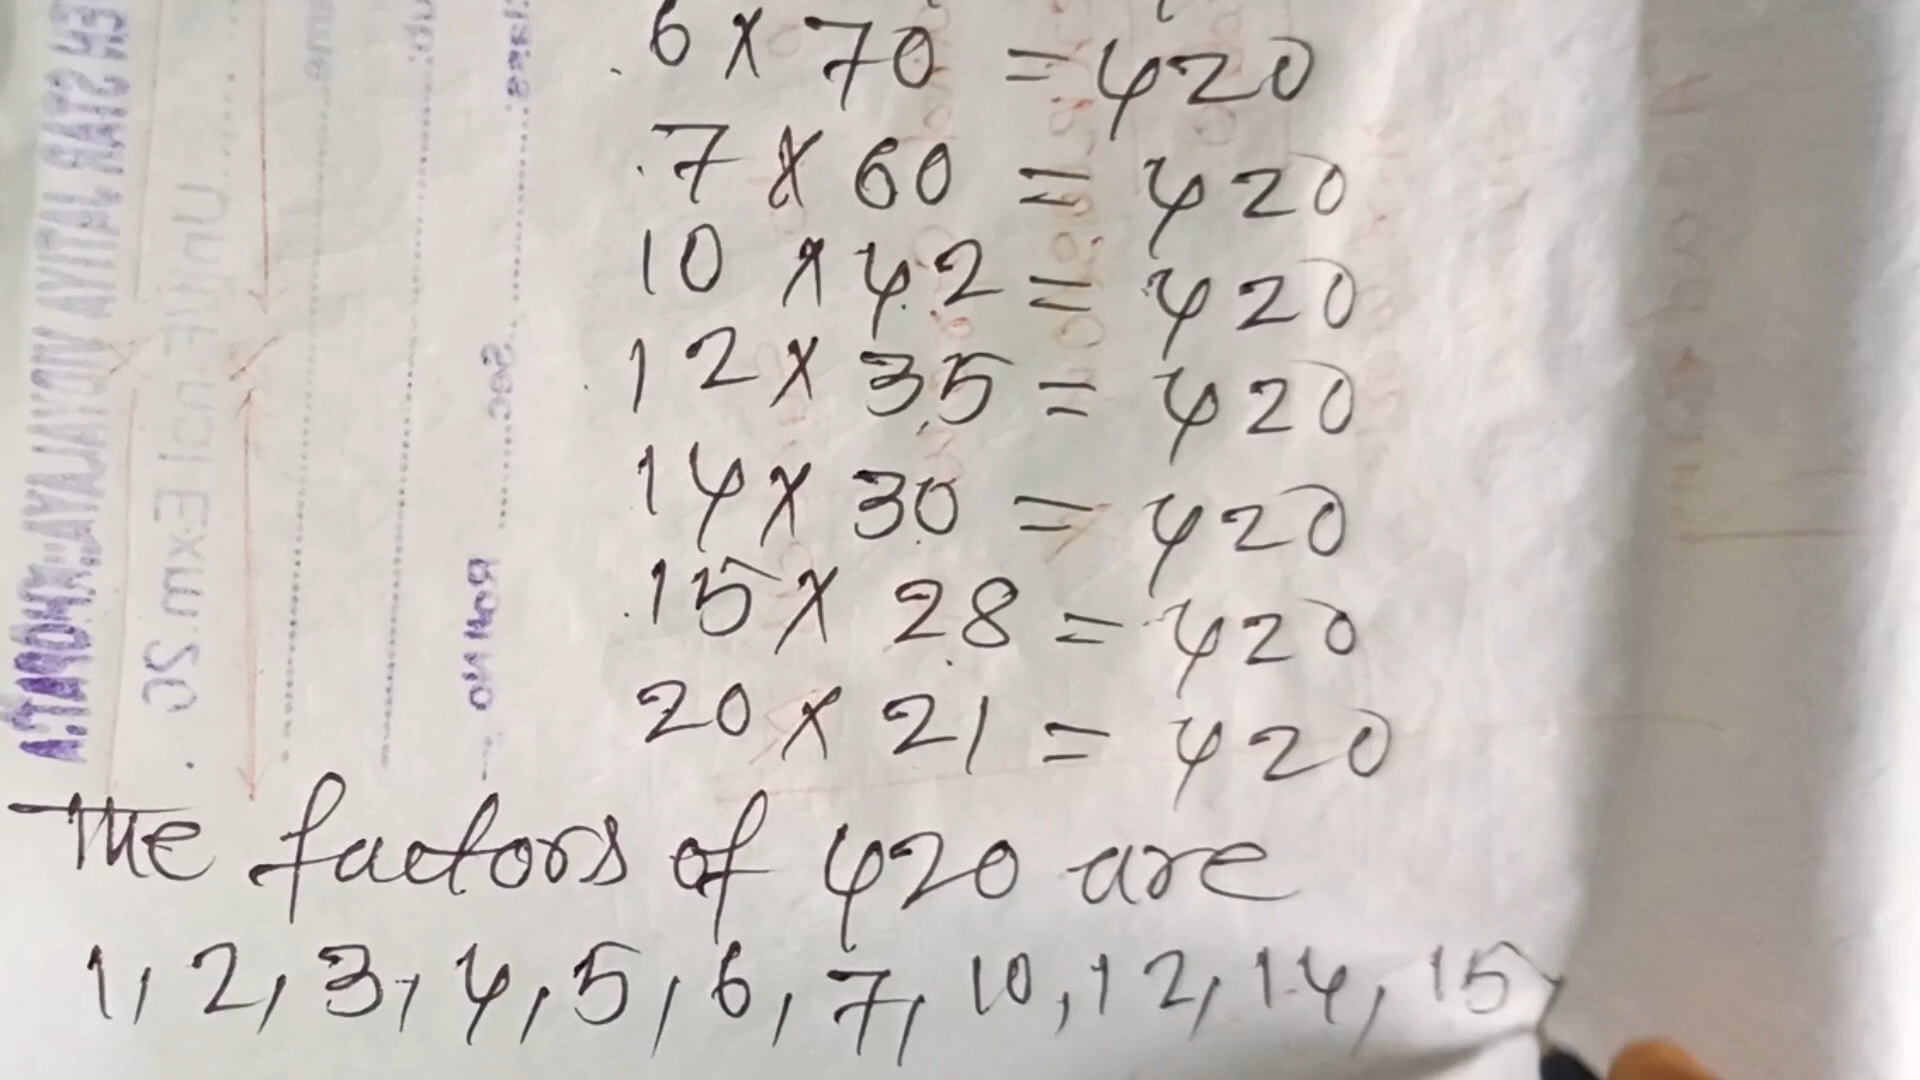 6 × 70 = 420
7 × 60 = 420
10 × 42 = 420
12 × 35 = 420
14 × 30 = 420
15 × 28 = 420
20 × 21 = 420
The factors of 420 are
1, 2, 3, 4, 5, 6, 7, 10, 12, 14, 15,